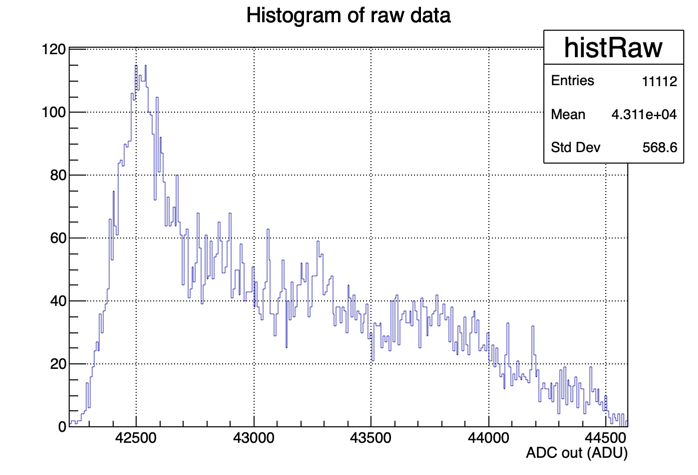 Histogram of raw data
histRaw
Entries 11112
Mean 4.311e+04
Std Dev 568.6
120
100
80
60
40
20
0
42500 43000 43500 44000 44500
ADC out (ADU)